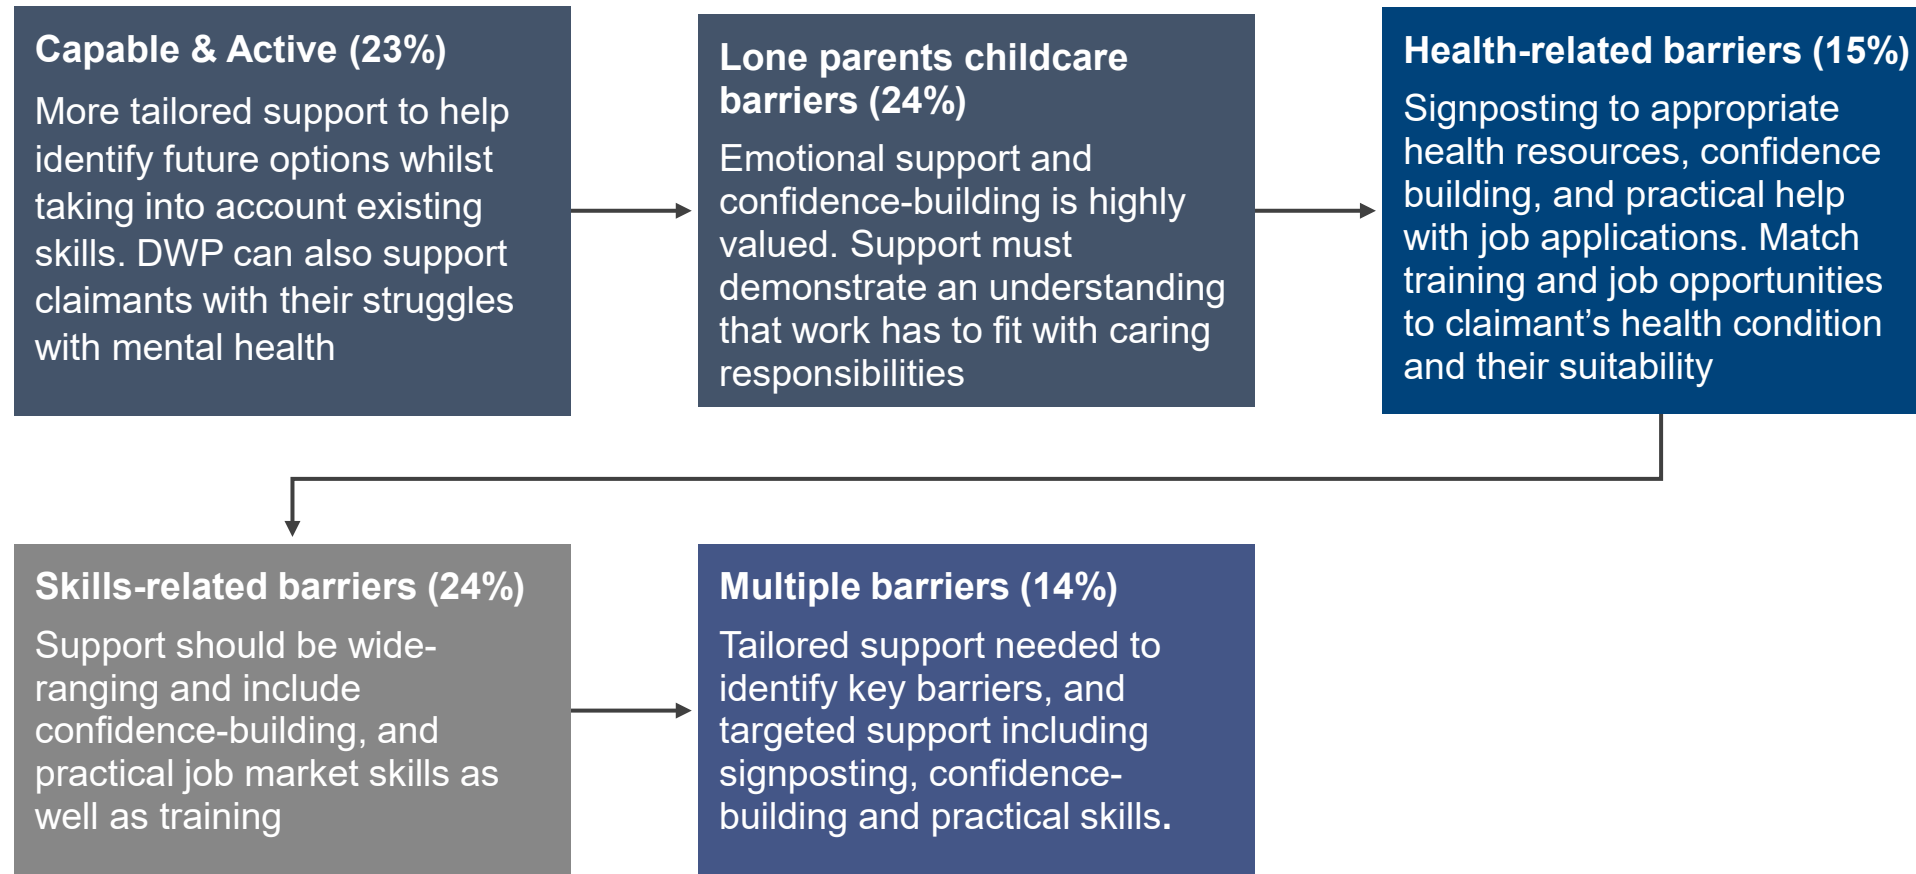 Capable & Active (23%)
More tailored support to help
identify future options whilst
taking into account existing
skills. DWP can also support
claimants with their struggles
with mental health
Lone parents childcare
barriers (24%)
Emotional support and
confidence-building is highly
valued. Support must
demonstrate an understanding
that work has to fit with caring
responsibilities
Health-related barriers (15%)
Signposting to appropriate
health resources, confidence
building, and practical help
with job applications. Match
training and job opportunities
to claimant’s health condition
and their suitability
Skills-related barriers (24%)
Support should be wide-
ranging and include
confidence-building, and
practical job market skills as
well as training
Multiple barriers (14%)
Tailored support needed to
identify key barriers, and
targeted support including
signposting, confidence-
building and practical skills.